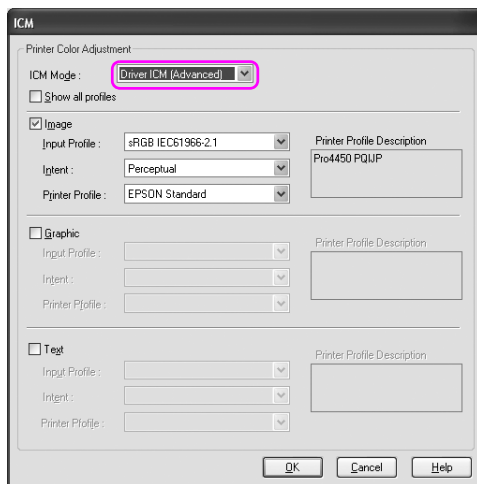 ICM
Printer Color Adjustment
ICM Mode : Driver ICM (Advanced)
Show all profiles
Image
Input Profile : sRGB IEC61966-2.1
Intent : Perceptual
Printer Profile : EPSON Standard
Printer Profile Description
Pro4450 PQIJP
Graphic
Input Profile :
Intent :
Printer Pfofile :
Printer Profile Description
Text
Input Profile :
Intent :
Printer Pfofile :
Printer Profile Description
OK Cancel Help